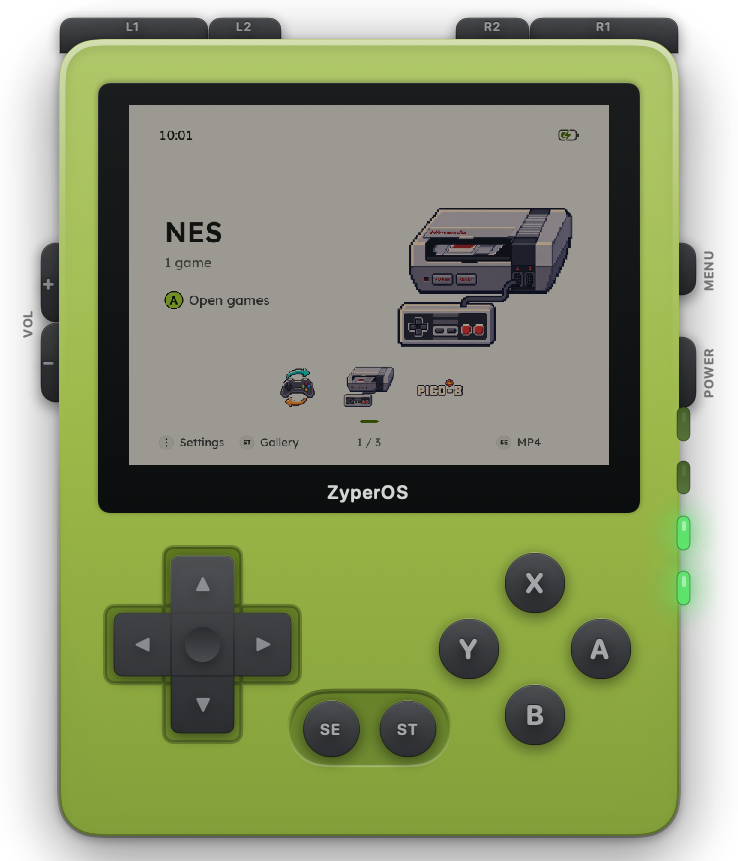 L1 L2 R2 R1
10:01
NES
1 game
A Open games
VOL
+
−
MENU
POWER
PICO-8
⋮ Settings ST Gallery 1 / 3 SE MP4
ZyperOS
X
Y A
B
SE ST